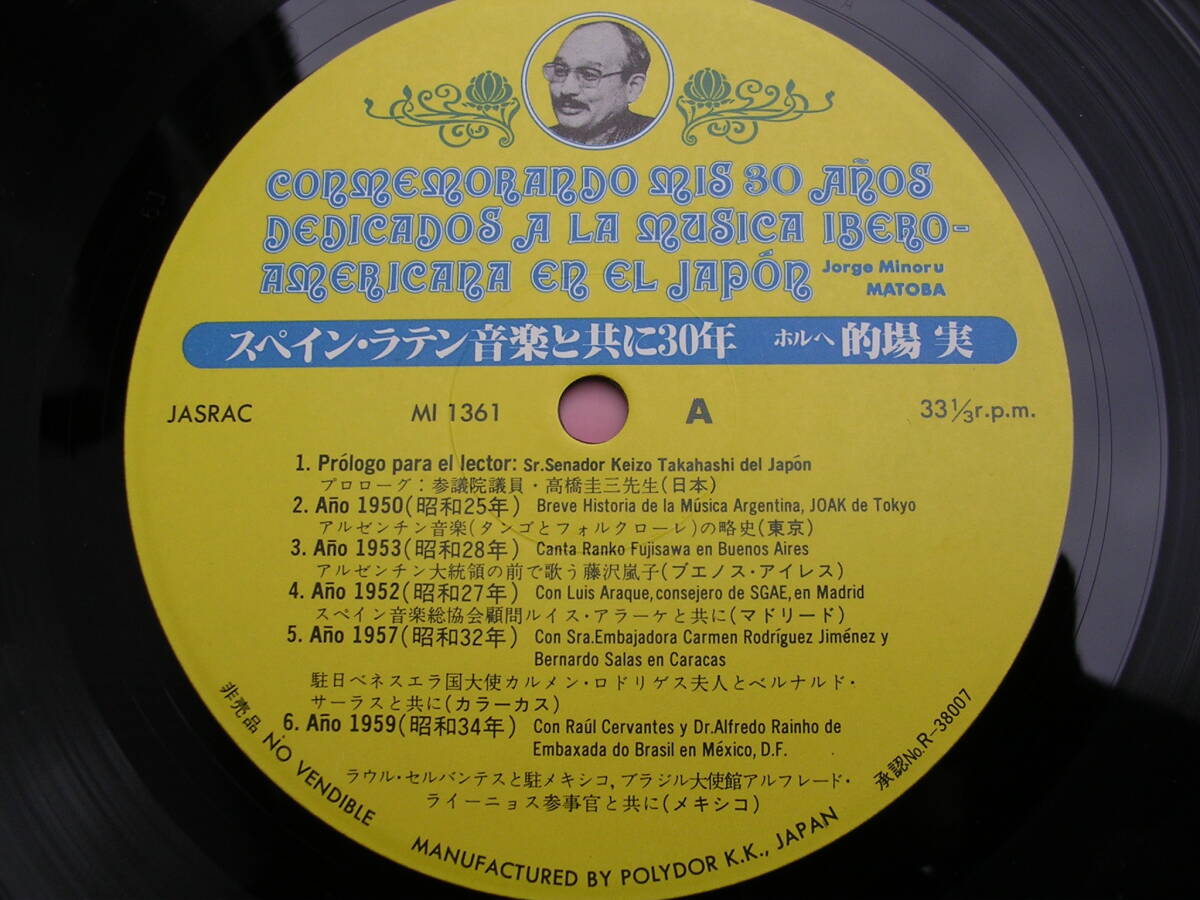 CONMEMORANDO MIS 30 AÑOS
DEDICADOS A LA MUSICA IBERO-
AMERICANA EN EL JAPÓN
Jorge Minoru
MATOBA
スペイン・ラテン音楽と共に30年 ホルヘ 的場 実
JASRAC MI 1361 A 33⅓r.p.m.
1. Prólogo para el lector: Sr.Senador Keizo Takahashi del Japón
プロローグ:参議院議員・高橋圭三先生(日本)
2. Año 1950(昭和25年) Breve Historia de la Música Argentina, JOAK de Tokyo
アルゼンチン音楽(タンゴとフォルクローレ)の略史(東京)
3. Año 1953(昭和28年) Canta Ranko Fujisawa en Buenos Aires
アルゼンチン大統領の前で歌う藤沢嵐子(ブエノス・アイレス)
4. Año 1952(昭和27年) Con Luis Araque, consejero de SGAE, en Madrid
スペイン音楽総協会顧問ルイス・アラーケと共に(マドリード)
5. Año 1957(昭和32年) Con Sra.Embajadora Carmen Rodríguez Jiménez y
Bernardo Salas en Caracas
駐日ベネスエラ国大使カルメン・ロドリゲス夫人とベルナルド・
サーラスと共に(カラーカス)
6. Año 1959(昭和34年) Con Raúl Cervantes y Dr.Alfredo Rainho de
Embaxada do Brasil en México, D.F.
ラウル・セルバンテスと駐メキシコ,ブラジル大使館アルフレード・
ライーニョス参事官と共に(メキシコ)
非売品 NO VENDIBLE
MANUFACTURED BY POLYDOR K.K., JAPAN
承認No.R-38007